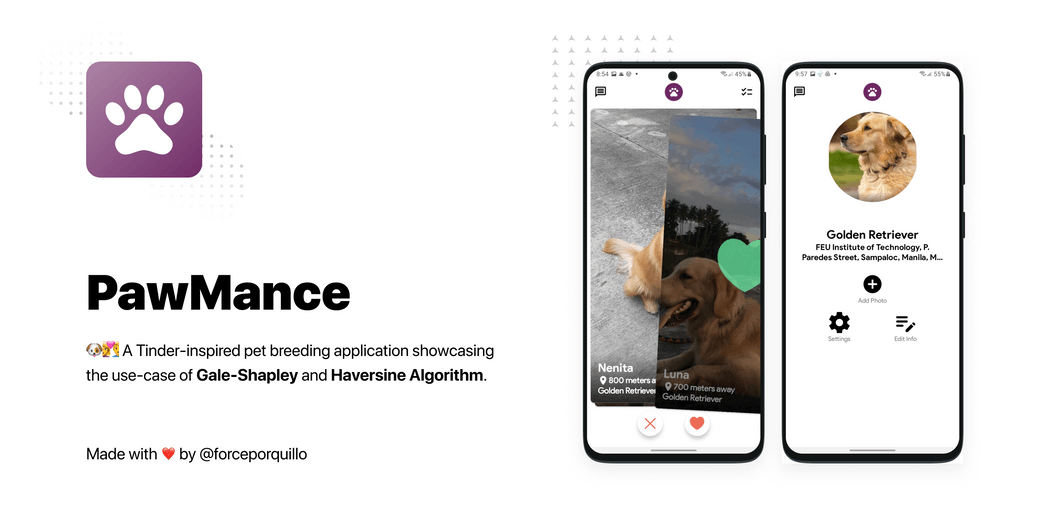 PawMance
🐶💑 A Tinder-inspired pet breeding application showcasing
the use-case of Gale-Shapley and Haversine Algorithm.
Made with ❤️ by @forceporquillo
8:54
45%
Nenita
800 meters a
Golden Retrieve
Luna
700 meters away
Golden Retriever
9:57
55%
Golden Retriever
FEU Institute of Technology, P.
Paredes Street, Sampaloc, Manila, M...
Add Photo
Settings
Edit Info